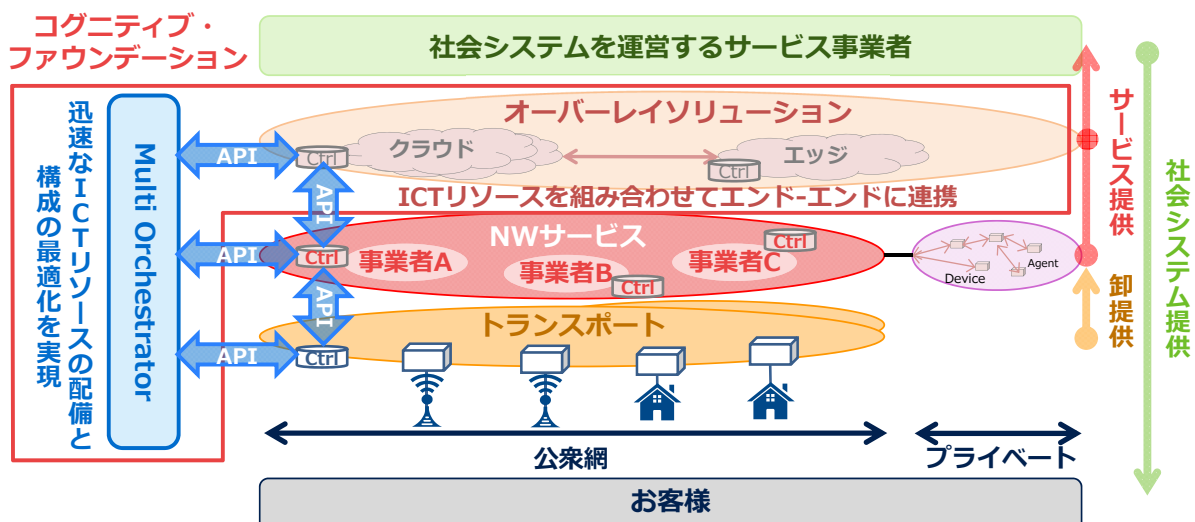 コグニティブ・
ファウンデーション
社会システムを運営するサービス事業者
迅速なICTリソースの配備と
構成の最適化を実現
Multi Orchestrator
API
API
API
API
API
オーバーレイソリューション
クラウド
エッジ
Ctrl
Ctrl
ICTリソースを組み合わせてエンド-エンドに連携
NWサービス
Ctrl
Ctrl
事業者A
事業者B
事業者C
Ctrl
Device
Agent
トランスポート
Ctrl
公衆網
プライベート
お客様
サービス提供
卸提供
社会システム提供